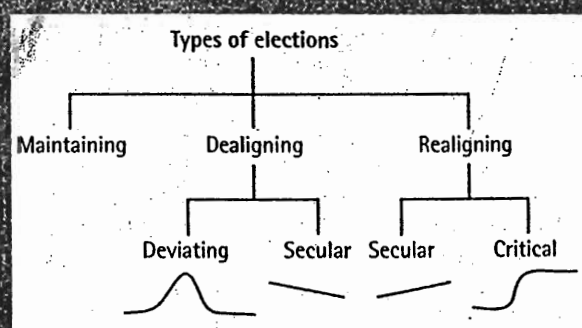 Types of elections
Maintaining Dealigning Realigning
Deviating Secular Secular Critical